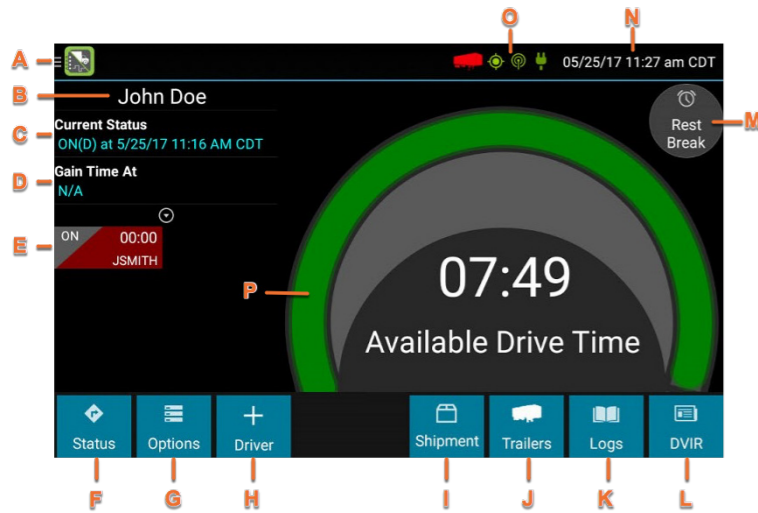 O
N
A
05/25/17 11:27 am CDT
B
John Doe
Rest
Break
M
C
Current Status
ON(D) at 5/25/17 11:16 AM CDT
D
Gain Time At
N/A
E
ON
00:00
JSMITH
P
07:49
Available Drive Time
Status
Options
Driver
Shipment
Trailers
Logs
DVIR
F
G
H
I
J
K
L